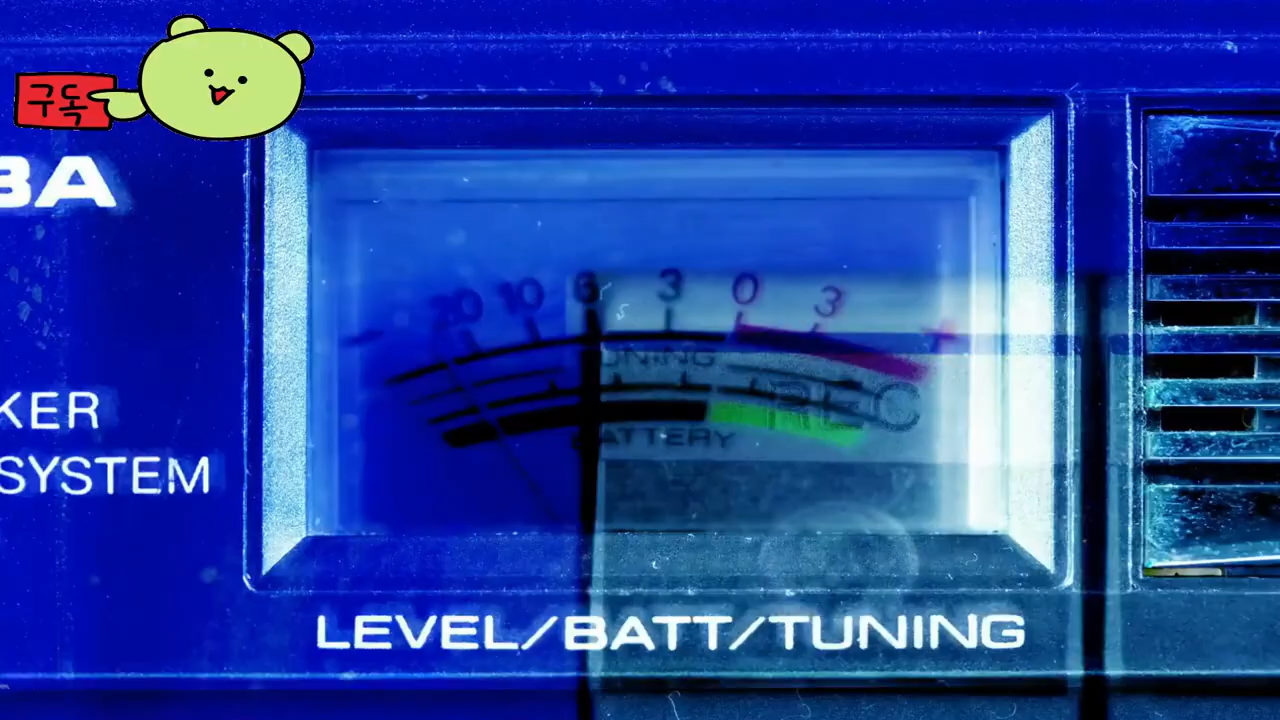 구독
BA
20 10 6 3 0 3 +
TUNING
REC
BATTERY
KER
SYSTEM
LEVEL/BATT/TUNING